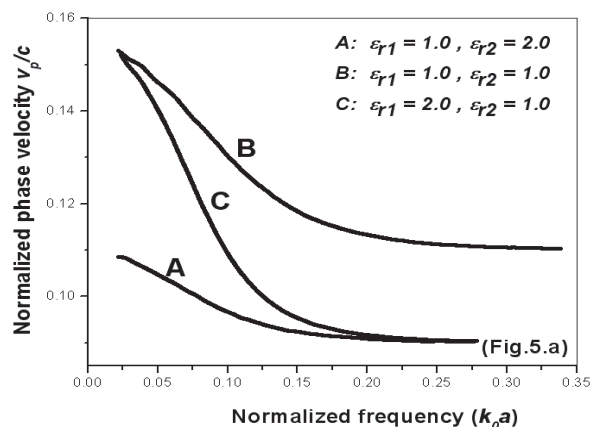 A: εr1 = 1.0 , εr2 = 2.0
B: εr1 = 1.0 , εr2 = 1.0
C: εr1 = 2.0 , εr2 = 1.0
Normalized phase velocity vp/c
0.16
0.14
0.12
0.10
B
C
A
(Fig.5.a)
0.00 0.05 0.10 0.15 0.20 0.25 0.30 0.35
Normalized frequency (k0a)